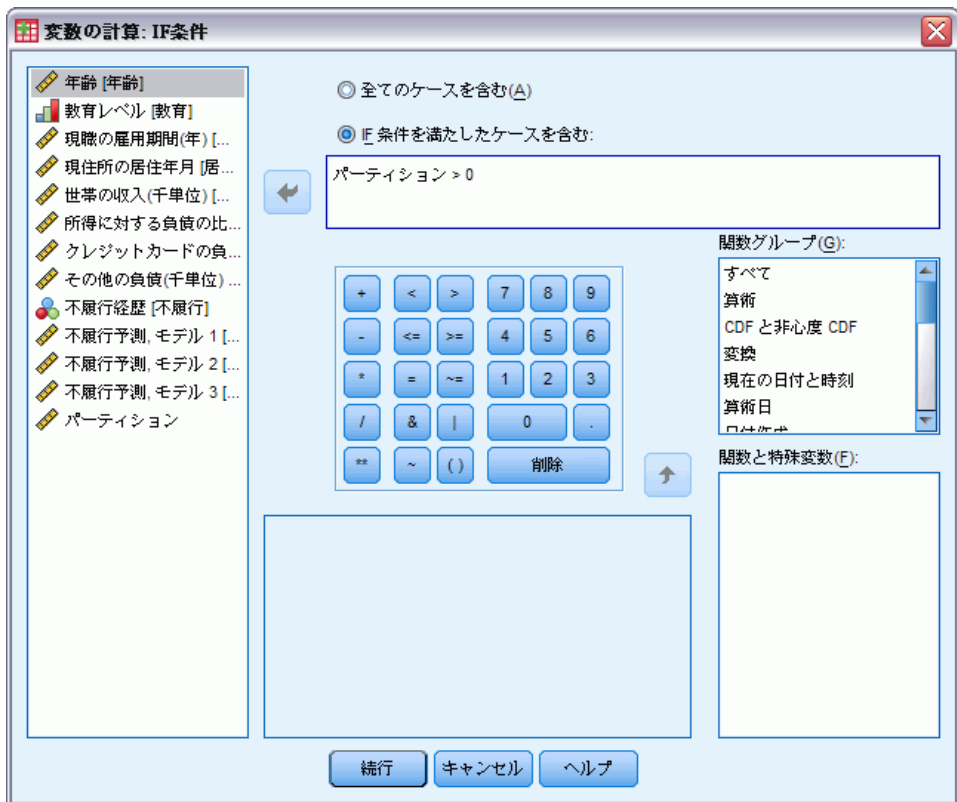 変数の計算: IF条件
年齢 [年齢]
教育レベル [教育]
現職の雇用期間(年) [...
現住所の居住年月 [居...
世帯の収入(千単位) [...
所得に対する負債の比...
クレジットカードの負...
その他の負債(千単位) ...
不履行経歴 [不履行]
不履行予測, モデル 1 [...
不履行予測, モデル 2 [...
不履行予測, モデル 3 [...
パーティション
全てのケースを含む(A)
IF 条件を満たしたケースを含む:
パーティション > 0
+ < > 7 8 9
- <= >= 4 5 6
* = ~= 1 2 3
/ & | 0 .
** ~ ( ) 削除
関数グループ(G):
すべて
算術
CDF と非心度 CDF
変換
現在の日付と時刻
算術日
日付作成
関数と特殊変数(F):
続行 キャンセル ヘルプ